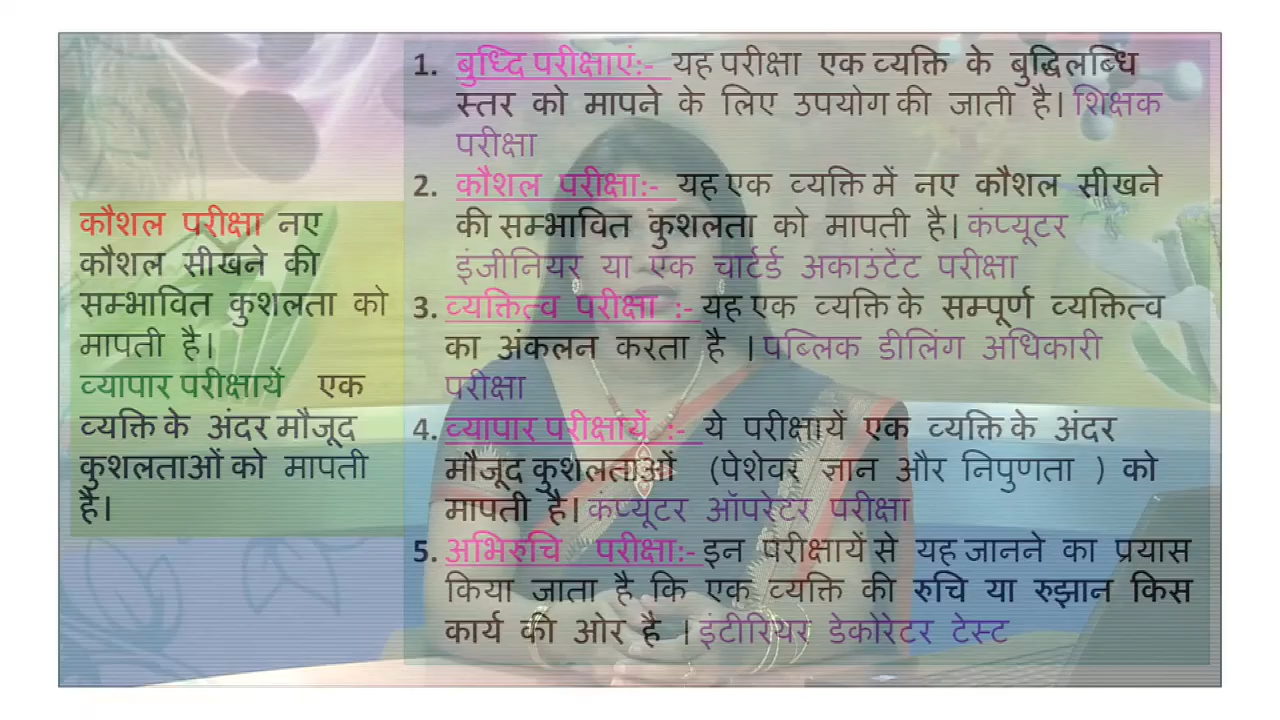 कौशल परीक्षा नए
कौशल सीखने की
सम्भावित कुशलता को
मापती है।
व्यापार परीक्षायें एक
व्यक्ति के अंदर मौजूद
कुशलताओं को मापती
है।
1. बुध्दि परीक्षाएं:- यह परीक्षा एक व्यक्ति के बुद्धिलब्धि
स्तर को मापने के लिए उपयोग की जाती है। शिक्षक
परीक्षा
2. कौशल परीक्षा:- यह एक व्यक्ति में नए कौशल सीखने
की सम्भावित कुशलता को मापती है। कंप्यूटर
इंजीनियर या एक चार्टर्ड अकाउंटेंट परीक्षा
3. व्यक्तित्व परीक्षा :- यह एक व्यक्ति के सम्पूर्ण व्यक्तित्व
का अंकलन करता है । पब्लिक डीलिंग अधिकारी
परीक्षा
4. व्यापार परीक्षायें :- ये परीक्षायें एक व्यक्ति के अंदर
मौजूद कुशलताओं (पेशेवर ज्ञान और निपुणता ) को
मापती है। कंप्यूटर ऑपरेटर परीक्षा
5. अभिरुचि परीक्षा:- इन परीक्षायें से यह जानने का प्रयास
किया जाता है कि एक व्यक्ति की रुचि या रुझान किस
कार्य की ओर है । इंटीरियर डेकोरेटर टेस्ट